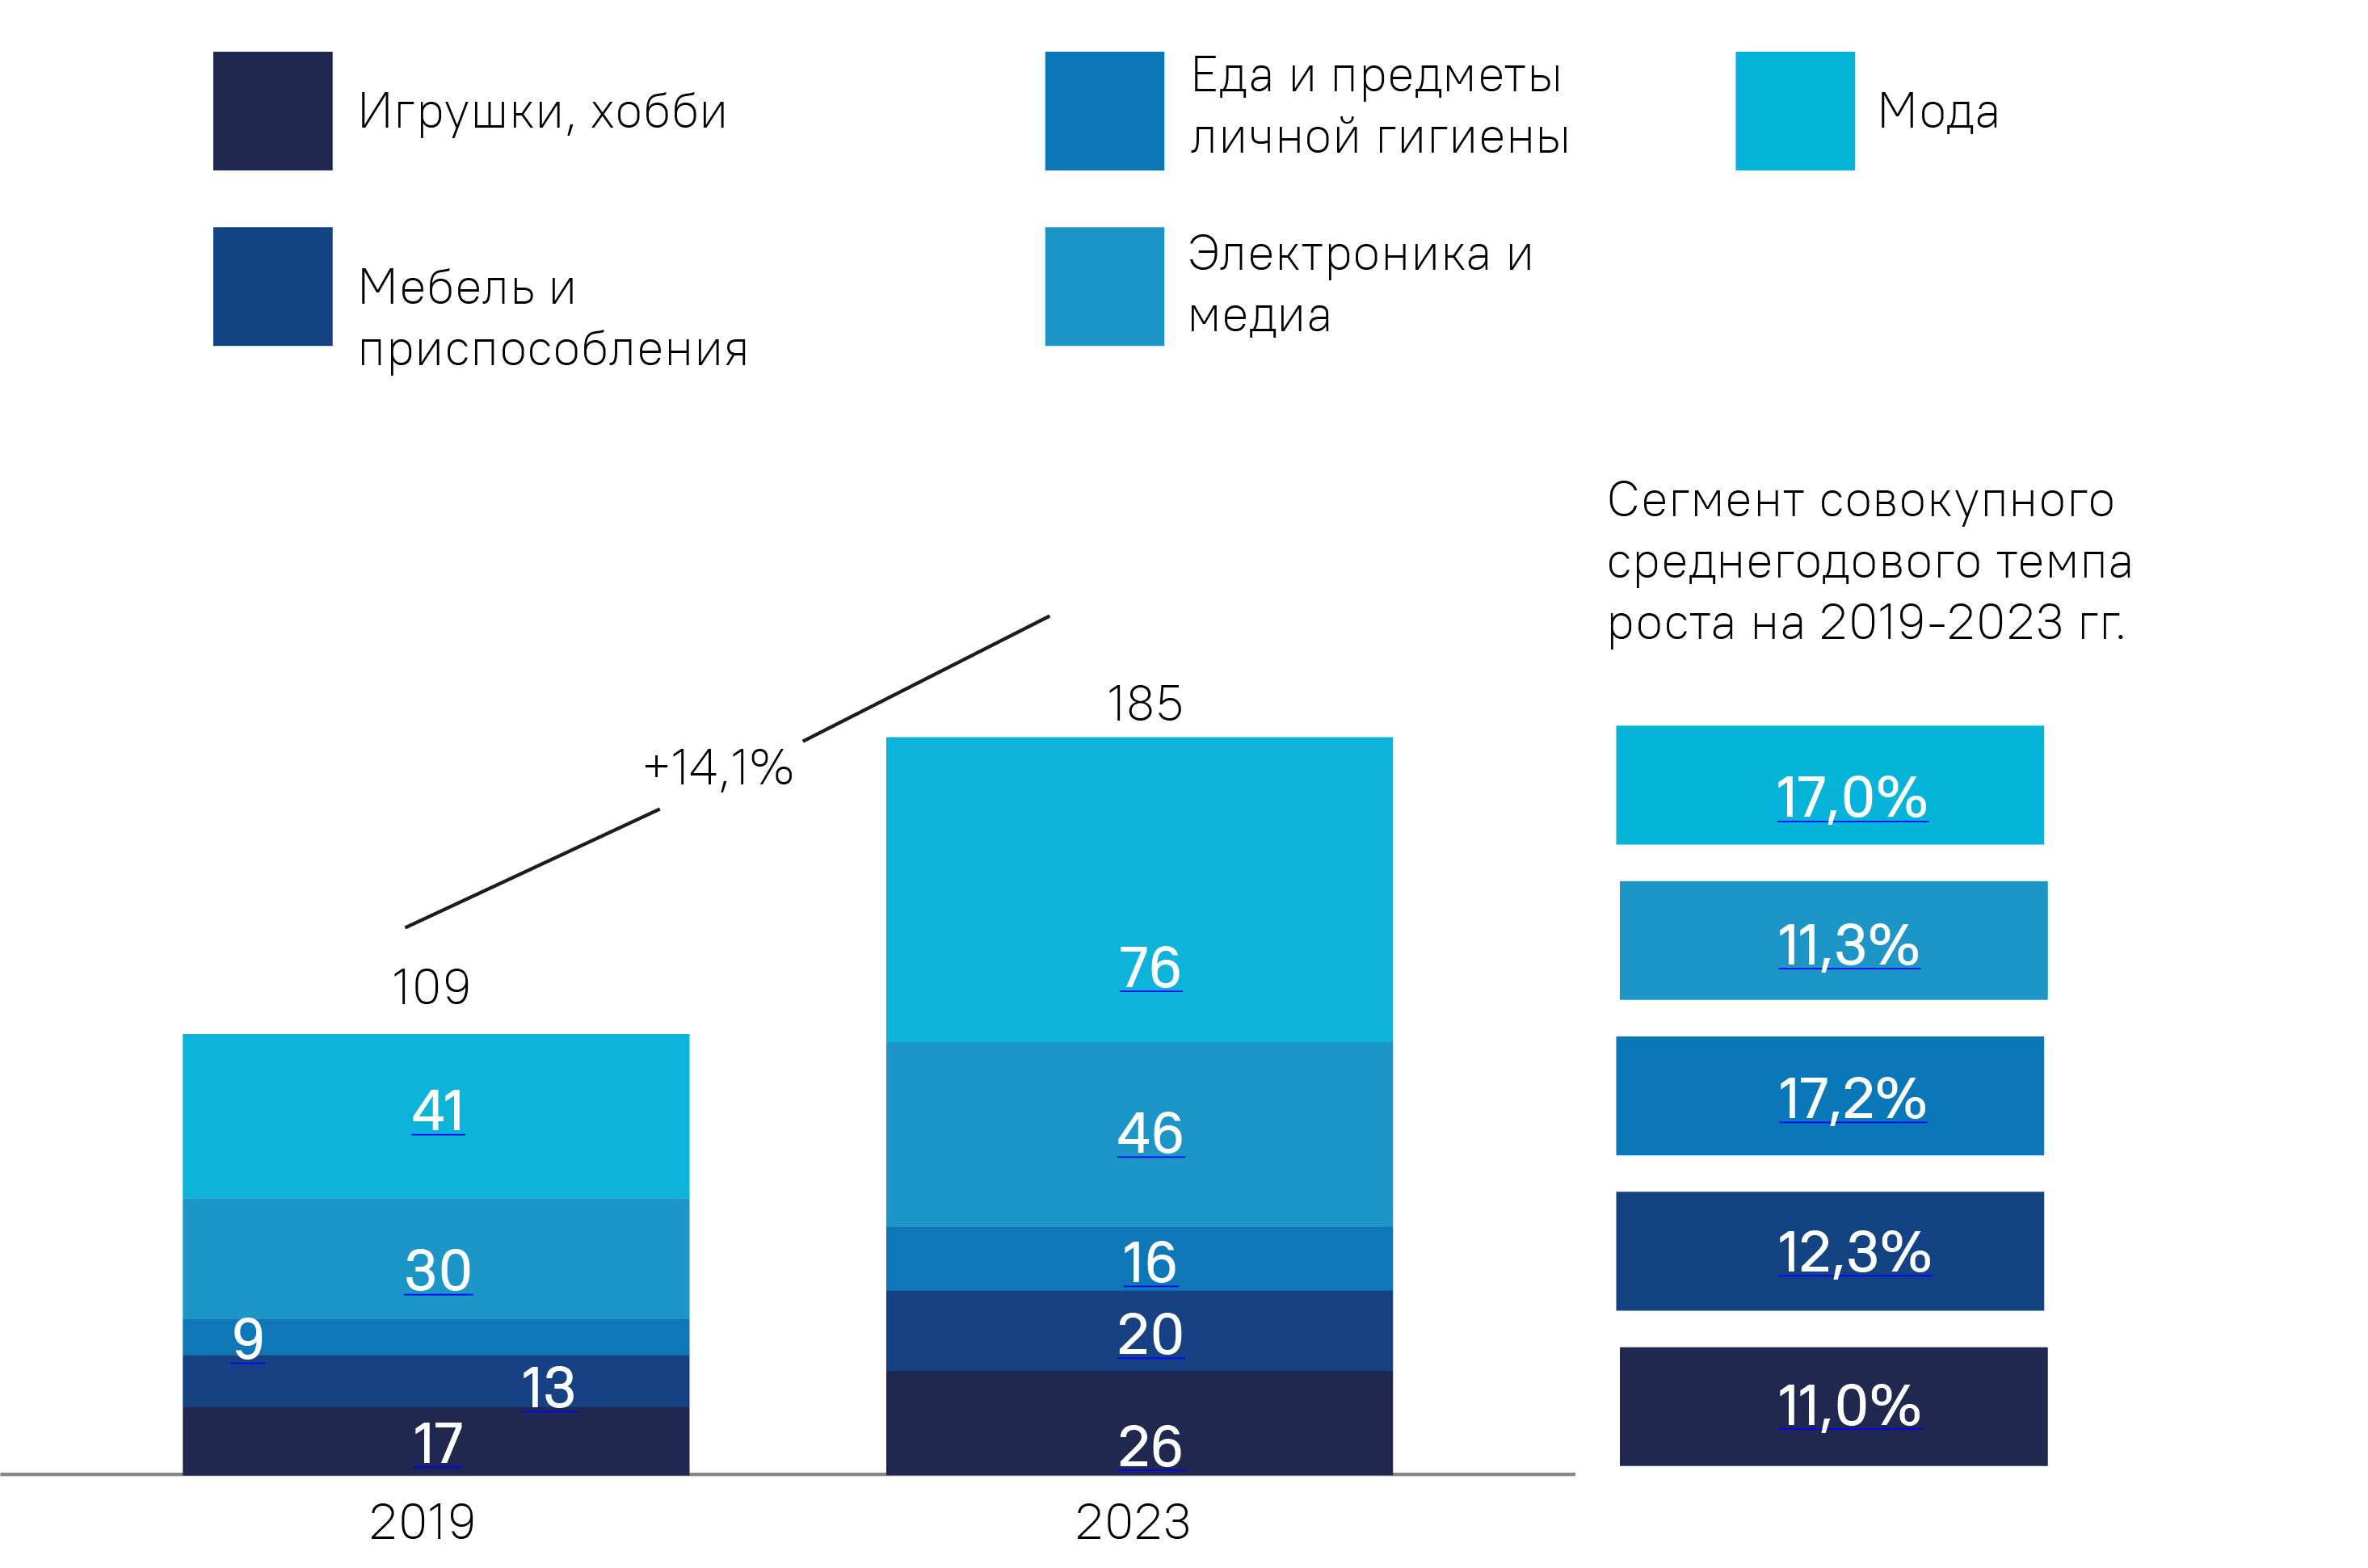 Игрушки, хобби
Еда и предметы
личной гигиены
Мода
Мебель и
приспособления
Электроника и
медиа
Сегмент совокупного
среднегодового темпа
роста на 2019-2023 гг.
+14,1%
109
41
30
9
13
17
2019
185
76
46
16
20
26
2023
17,0%
11,3%
17,2%
12,3%
11,0%